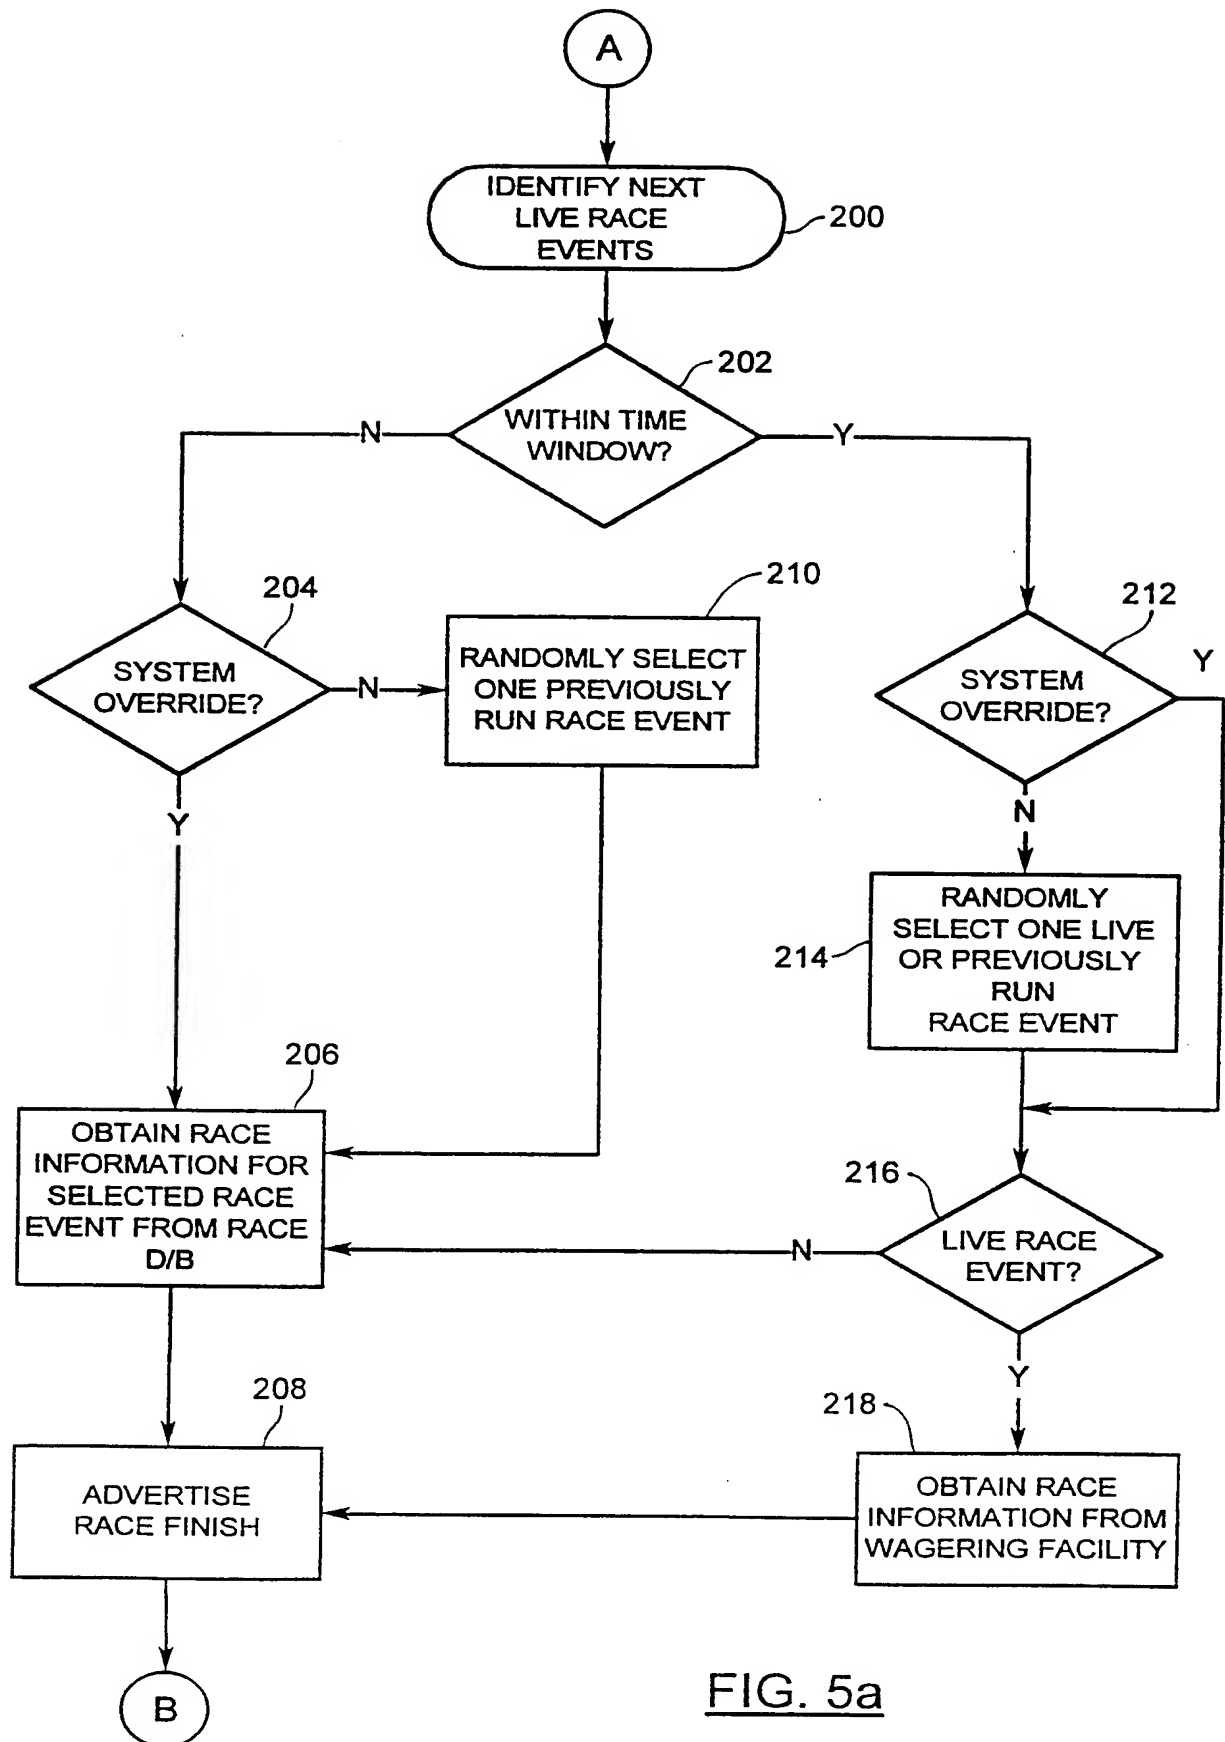 A
IDENTIFY NEXT
LIVE RACE
EVENTS
200
202
WITHIN TIME
WINDOW?
N
Y
204
SYSTEM
OVERRIDE?
N
Y
210
RANDOMLY SELECT
ONE PREVIOUSLY
RUN RACE EVENT
212
SYSTEM
OVERRIDE?
Y
N
214
RANDOMLY
SELECT ONE LIVE
OR PREVIOUSLY
RUN
RACE EVENT
206
OBTAIN RACE
INFORMATION FOR
SELECTED RACE
EVENT FROM RACE
D/B
216
LIVE RACE
EVENT?
N
Y
208
ADVERTISE
RACE FINISH
218
OBTAIN RACE
INFORMATION FROM
WAGERING FACILITY
B
FIG. 5a